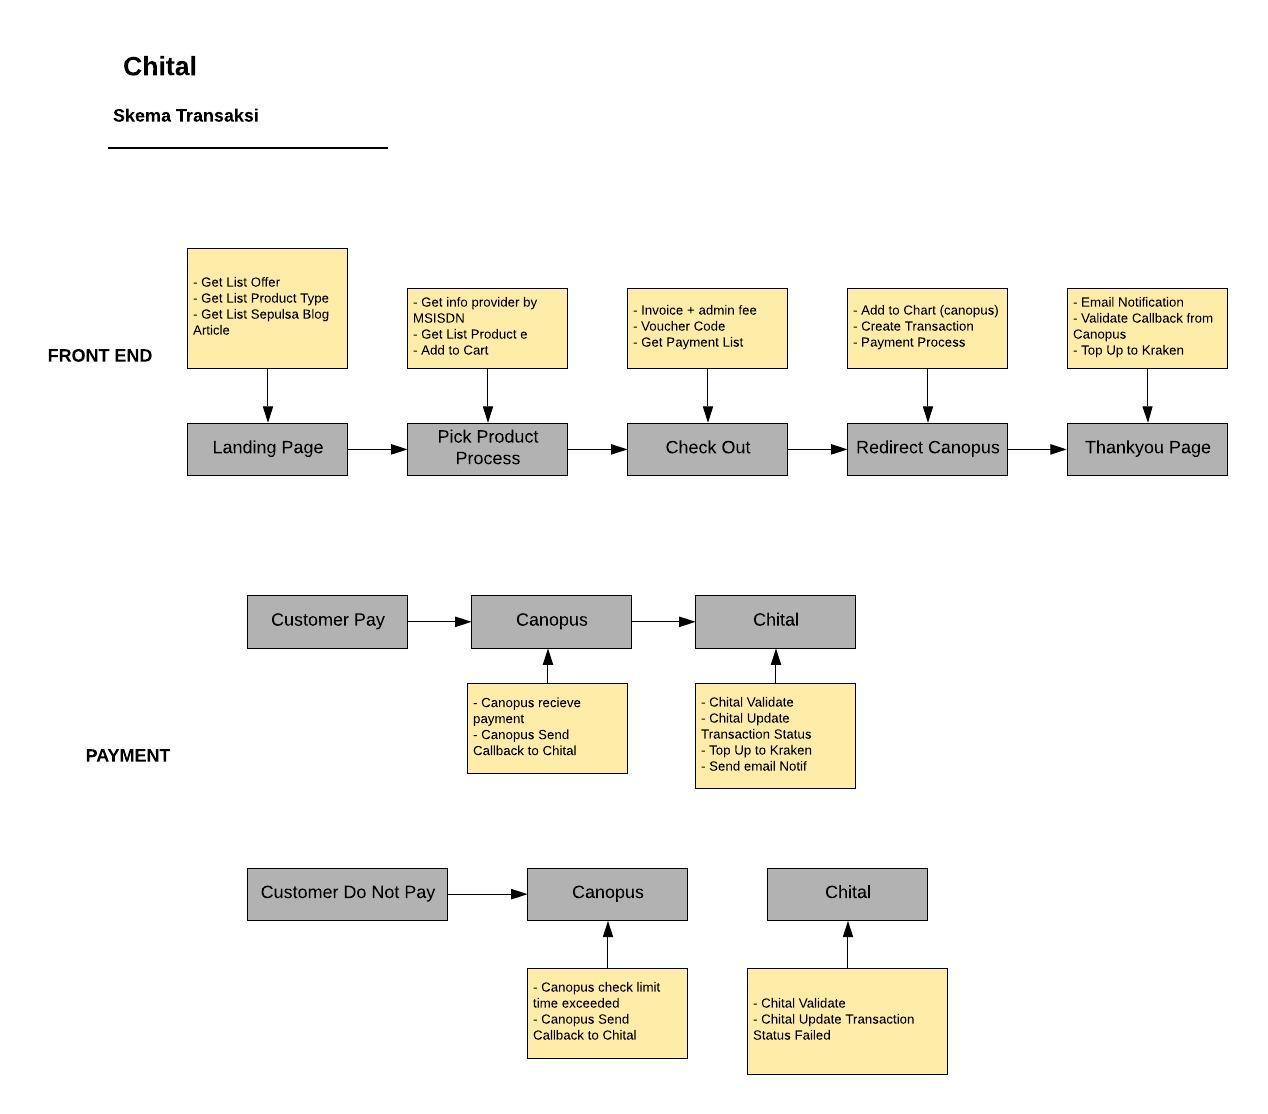 Chital
Skema Transaksi
- Get List Offer
- Get List Product Type
- Get List Sepulsa Blog
Article
- Get info provider by
MSISDN
- Get List Product e
- Add to Cart
- Invoice + admin fee
- Voucher Code
- Get Payment List
- Add to Chart (canopus)
- Create Transaction
- Payment Process
- Email Notification
- Validate Callback from
Canopus
- Top Up to Kraken
FRONT END
Landing Page
Pick Product
Process
Check Out
Redirect Canopus
Thankyou Page
Customer Pay
Canopus
Chital
- Canopus recieve
payment
- Canopus Send
Callback to Chital
- Chital Validate
- Chital Update
Transaction Status
- Top Up to Kraken
- Send email Notif
PAYMENT
Customer Do Not Pay
Canopus
Chital
- Canopus check limit
time exceeded
- Canopus Send
Callback to Chital
- Chital Validate
- Chital Update Transaction
Status Failed